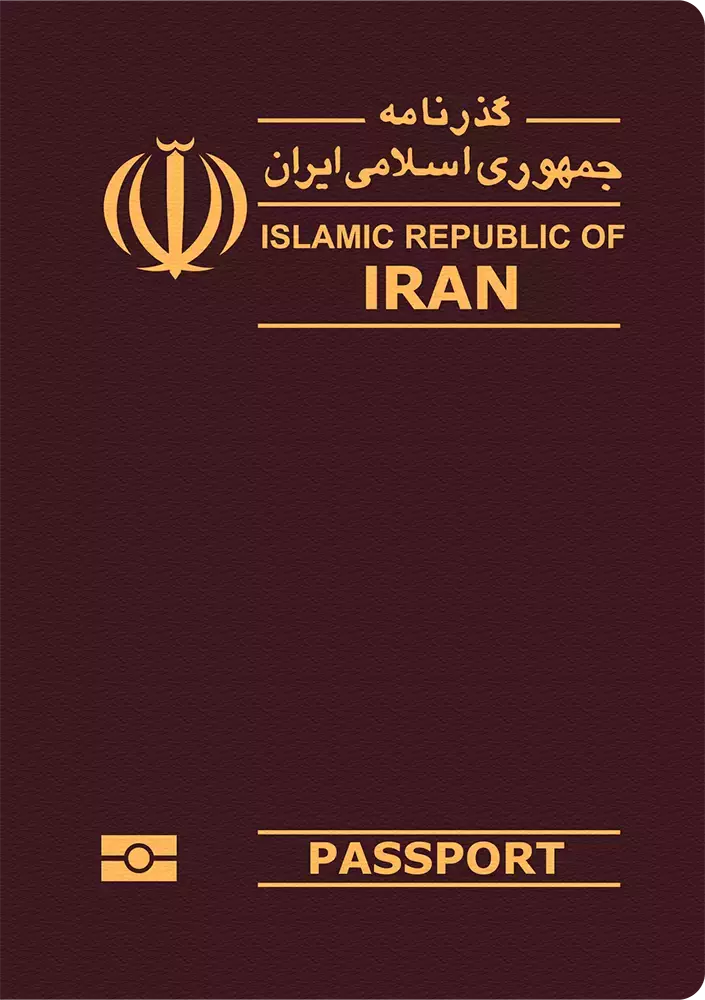 گذرنامه
جمهوری اسلامی ایران
ISLAMIC REPUBLIC OF
IRAN
PASSPORT